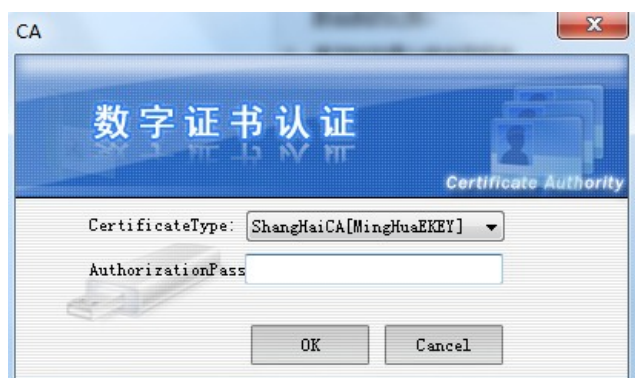 CA
数字证书认证
Certificate Authority
CertificateType: ShangHaiCA[MingHuaEKEY]
AuthorizationPass
OK Cancel